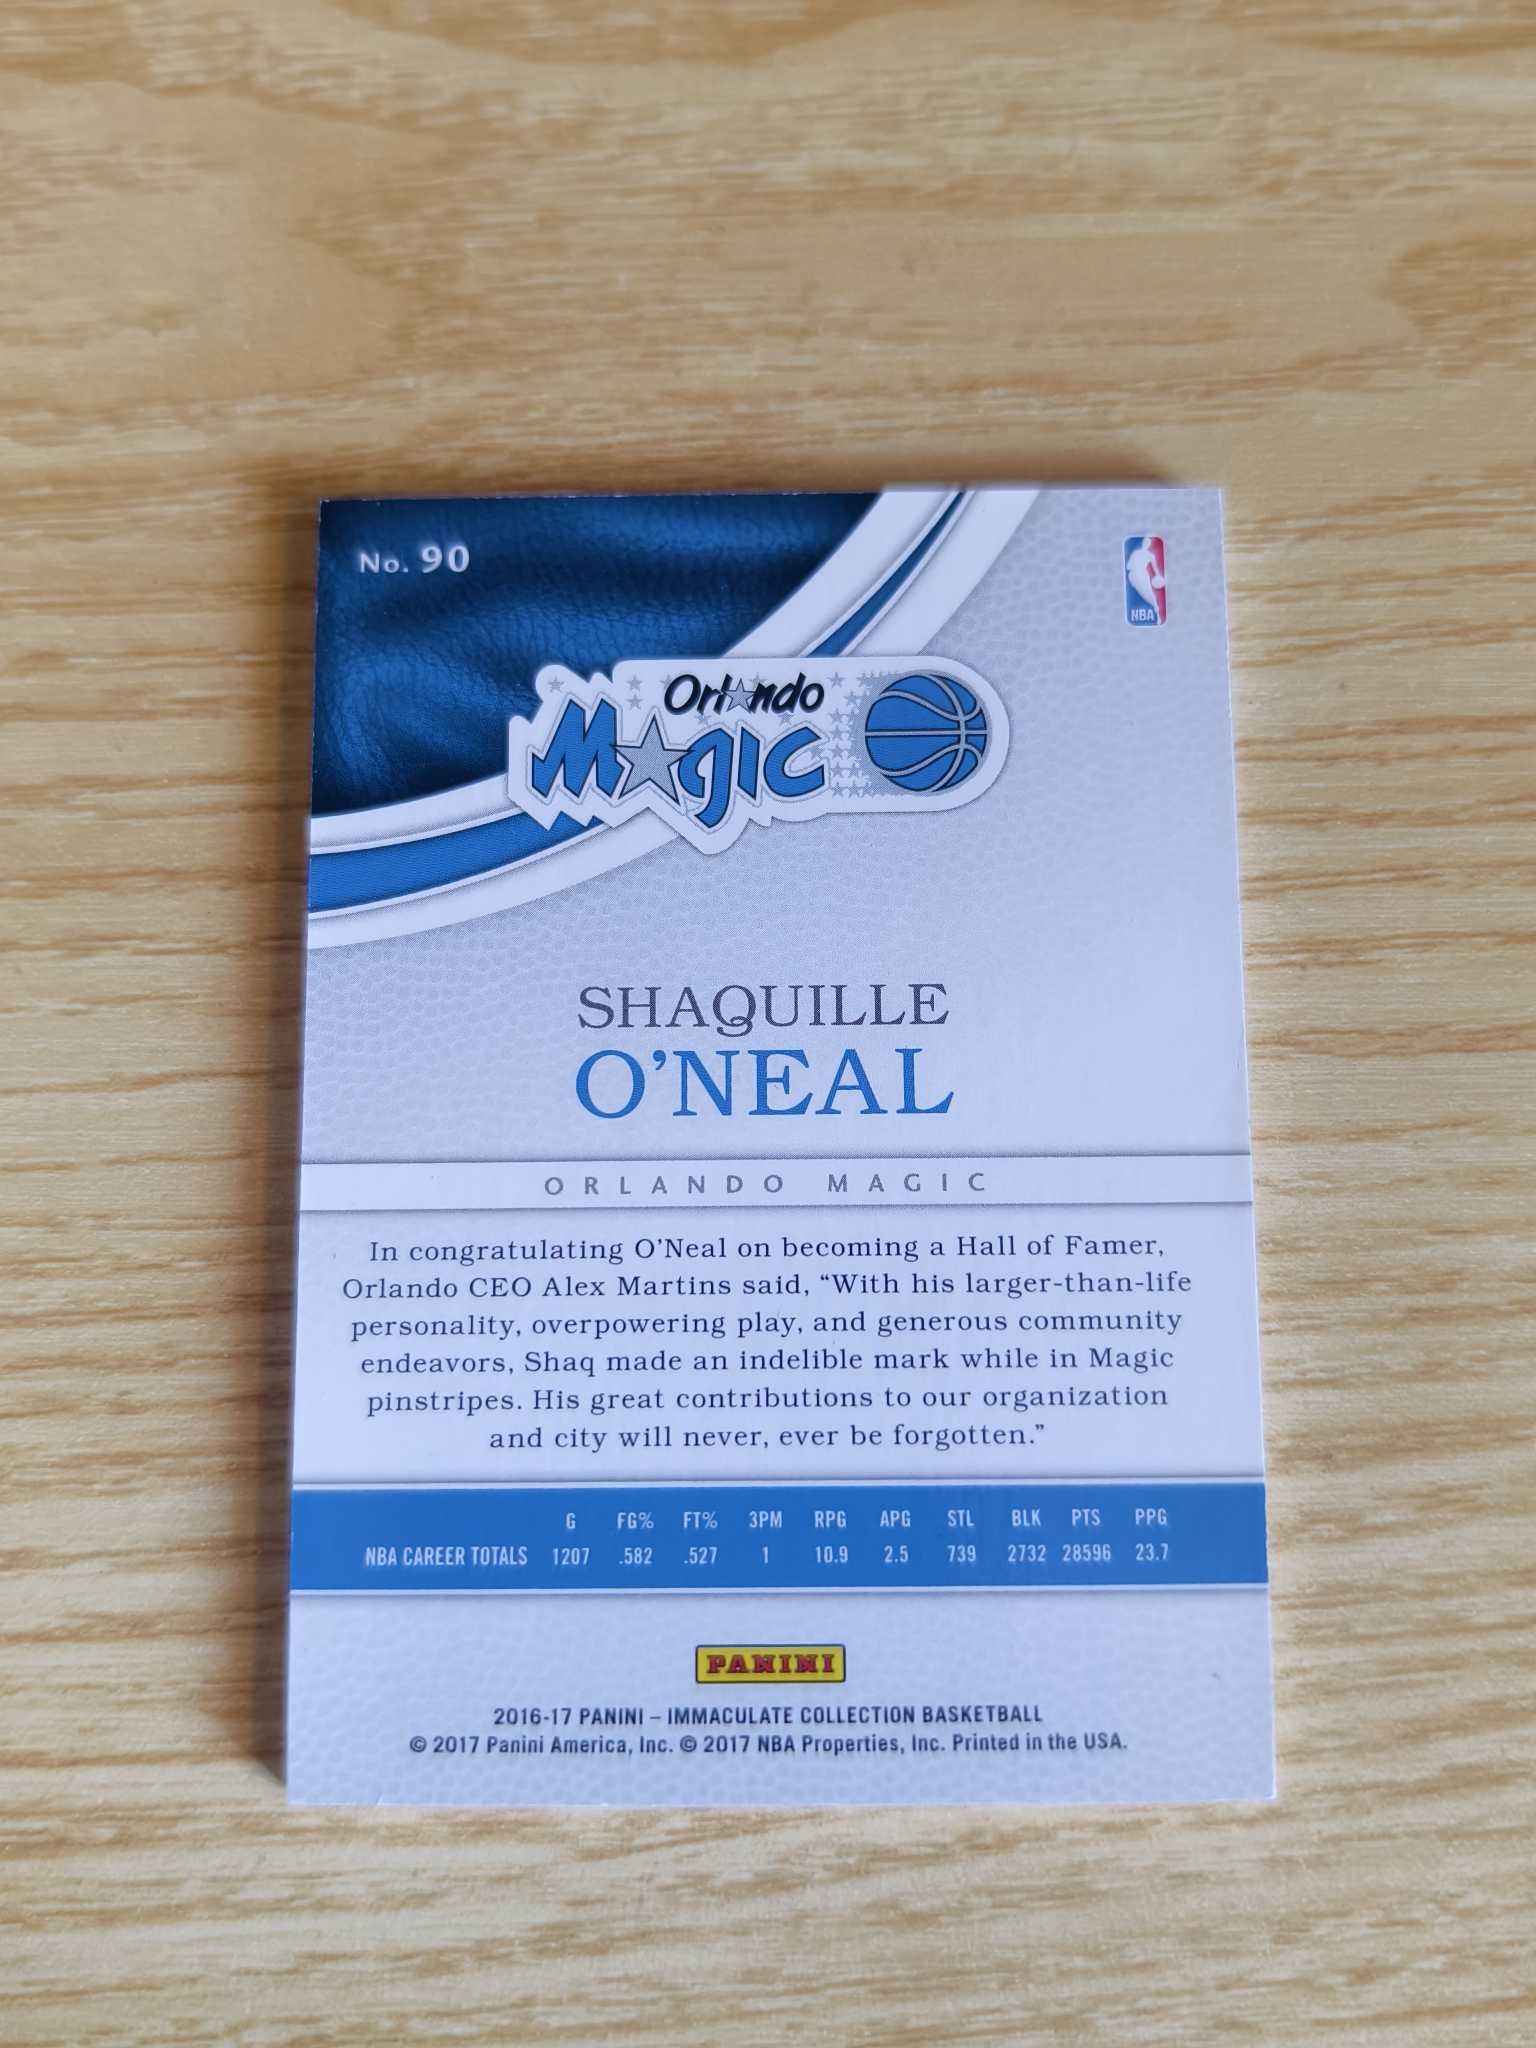 No. 90
NBA
Orlando
Magic
SHAQUILLE
O'NEAL
ORLANDO MAGIC
In congratulating O'Neal on becoming a Hall of Famer,
Orlando CEO Alex Martins said, “With his larger-than-life
personality, overpowering play, and generous community
endeavors, Shaq made an indelible mark while in Magic
pinstripes. His great contributions to our organization
and city will never, ever be forgotten.”
G FG% FT% 3PM RPG APG STL BLK PTS PPG
NBA CAREER TOTALS 1207 .582 .527 1 10.9 2.5 739 2732 28596 23.7
PANINI
2016-17 PANINI – IMMACULATE COLLECTION BASKETBALL
© 2017 Panini America, Inc. © 2017 NBA Properties, Inc. Printed in the USA.